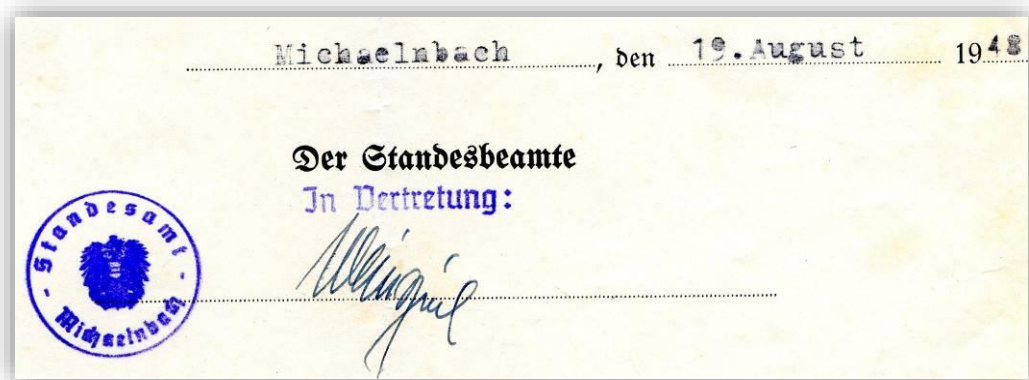 Michaelnbach, den 19. August 1948
Der Standesbeamte
In Vertretung:
- Standesamt -
Michaelnbach